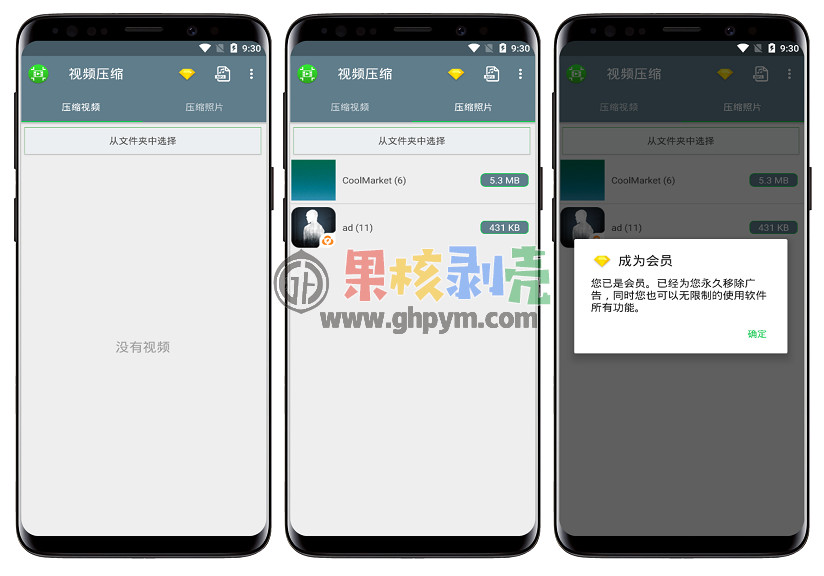 9:30
视频压缩
压缩视频
压缩照片
从文件夹中选择
没有视频
9:30
视频压缩
压缩视频
压缩照片
从文件夹中选择
CoolMarket (6)
5.3 MB
ad (11)
431 KB
9:30
视频压缩
压缩视频
压缩照片
从文件夹中选择
CoolMarket (6)
5.3 MB
ad (11)
431 KB
成为会员
您已是会员。已经为您永久移除广
告，同时您也可以无限制的使用软件
所有功能。
确定
果核剥壳
www.ghpym.com